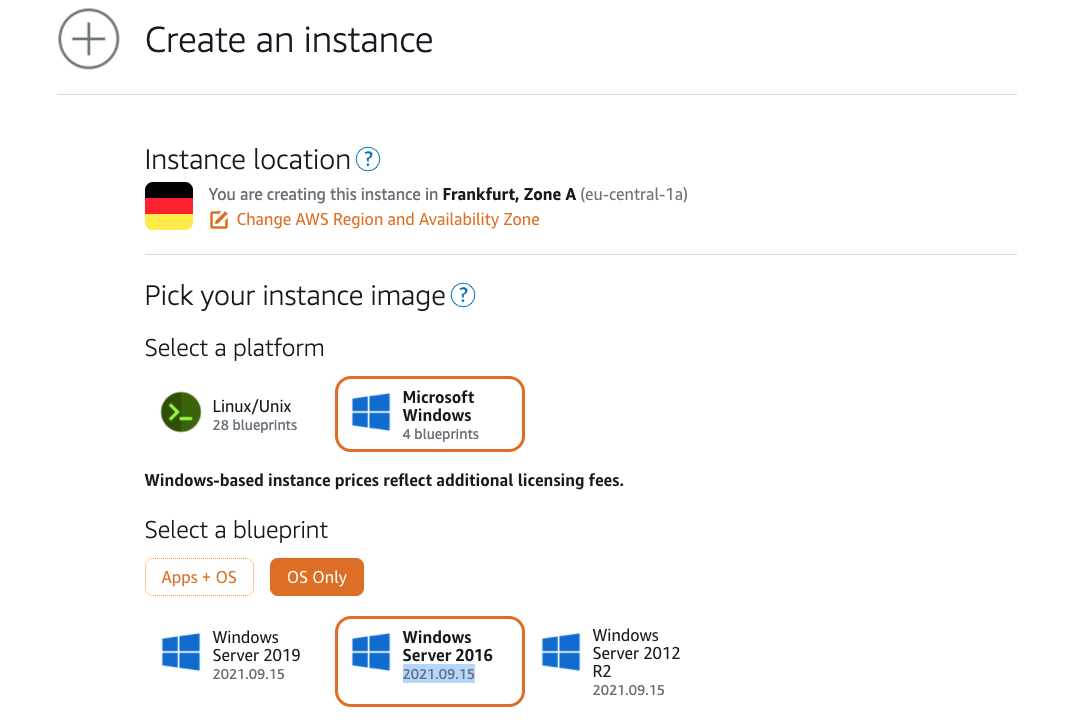 Create an instance
Instance location ?
You are creating this instance in Frankfurt, Zone A (eu-central-1a)
Change AWS Region and Availability Zone
Pick your instance image ?
Select a platform
Linux/Unix
28 blueprints
Microsoft
Windows
4 blueprints
Windows-based instance prices reflect additional licensing fees.
Select a blueprint
Apps + OS
OS Only
Windows
Server 2019
2021.09.15
Windows
Server 2016
2021.09.15
Windows
Server 2012
R2
2021.09.15